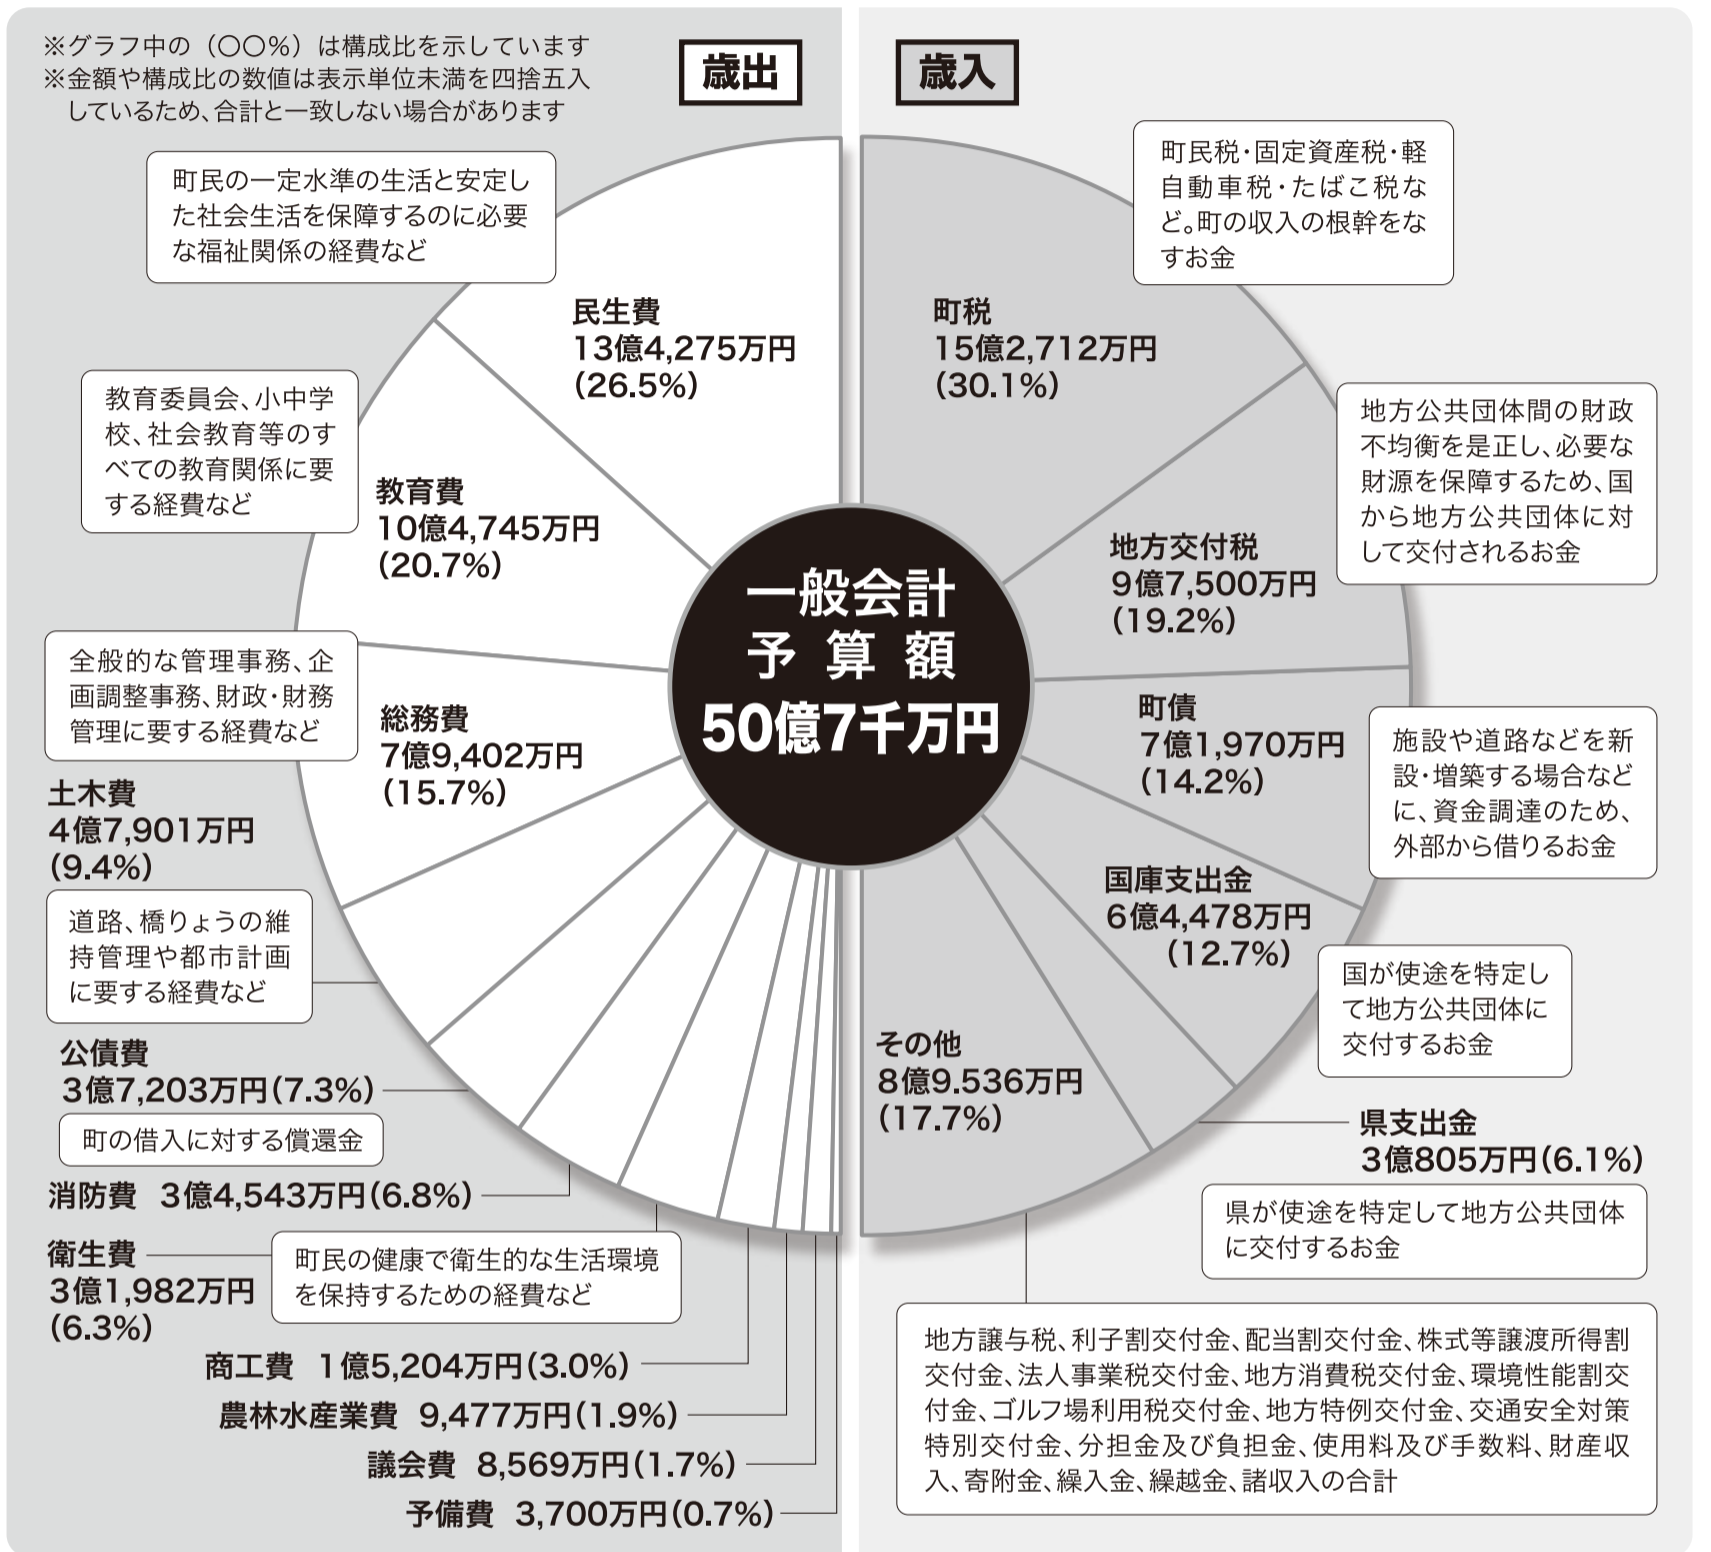 ※グラフ中の（〇〇％）は構成比を示しています
※金額や構成比の数値は表示単位未満を四捨五入
しているため、合計と一致しない場合があります
歳出
町民の一定水準の生活と安定し
た社会生活を保障するのに必要
な福祉関係の経費など
民生費
13億4,275万円
（26.5％）
教育委員会、小中学
校、社会教育等のす
べての教育関係に要
する経費など
教育費
10億4,745万円
（20.7％）
全般的な管理事務、企
画調整事務、財政・財務
管理に要する経費など
総務費
7億9,402万円
（15.7％）
土木費
4億7,901万円
（9.4％）
道路、橋りょうの維
持管理や都市計画
に要する経費など
公債費
3億7,203万円（7.3％）
町の借入に対する償還金
消防費 3億4,543万円（6.8％）
衛生費
3億1,982万円
（6.3％）
町民の健康で衛生的な生活環境
を保持するための経費など
商工費 1億5,204万円（3.0％）
農林水産業費 9,477万円（1.9％）
議会費 8,569万円（1.7％）
予備費 3,700万円（0.7％）
一般会計
予算額
50億7千万円
歳入
町民税・固定資産税・軽
自動車税・たばこ税な
ど。町の収入の根幹をな
すお金
町税
15億2,712万円
（30.1％）
地方公共団体間の財政
不均衡を是正し、必要な
財源を保障するため、国
から地方公共団体に対
して交付されるお金
地方交付税
9億7,500万円
（19.2％）
町債
7億1,970万円
（14.2％）
施設や道路などを新
設・増築する場合など
に、資金調達のため、
外部から借りるお金
国庫支出金
6億4,478万円
（12.7％）
国が使途を特定し
て地方公共団体に
交付するお金
その他
8億9.536万円
（17.7％）
県支出金
3億805万円（6.1％）
県が使途を特定して地方公共団体
に交付するお金
地方譲与税、利子割交付金、配当割交付金、株式等譲渡所得割
交付金、法人事業税交付金、地方消費税交付金、環境性能割交
付金、ゴルフ場利用税交付金、地方特例交付金、交通安全対策
特別交付金、分担金及び負担金、使用料及び手数料、財産収
入、寄附金、繰入金、繰越金、諸収入の合計